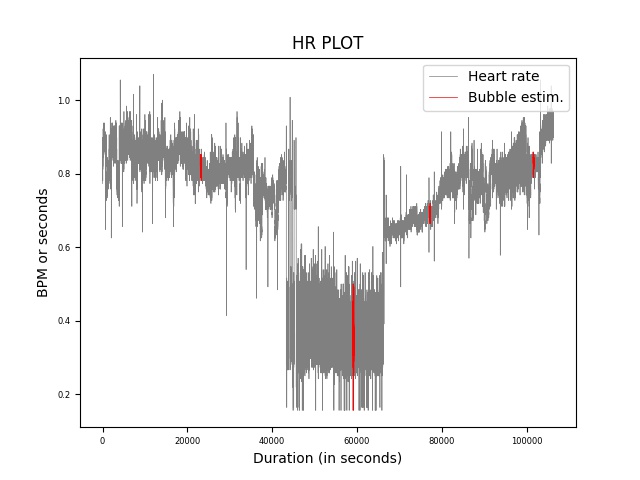 HR PLOT
Heart rate
Bubble estim.
1.0
0.8
0.6
0.4
0.2
BPM or seconds
0 20000 40000 60000 80000 100000
Duration (in seconds)